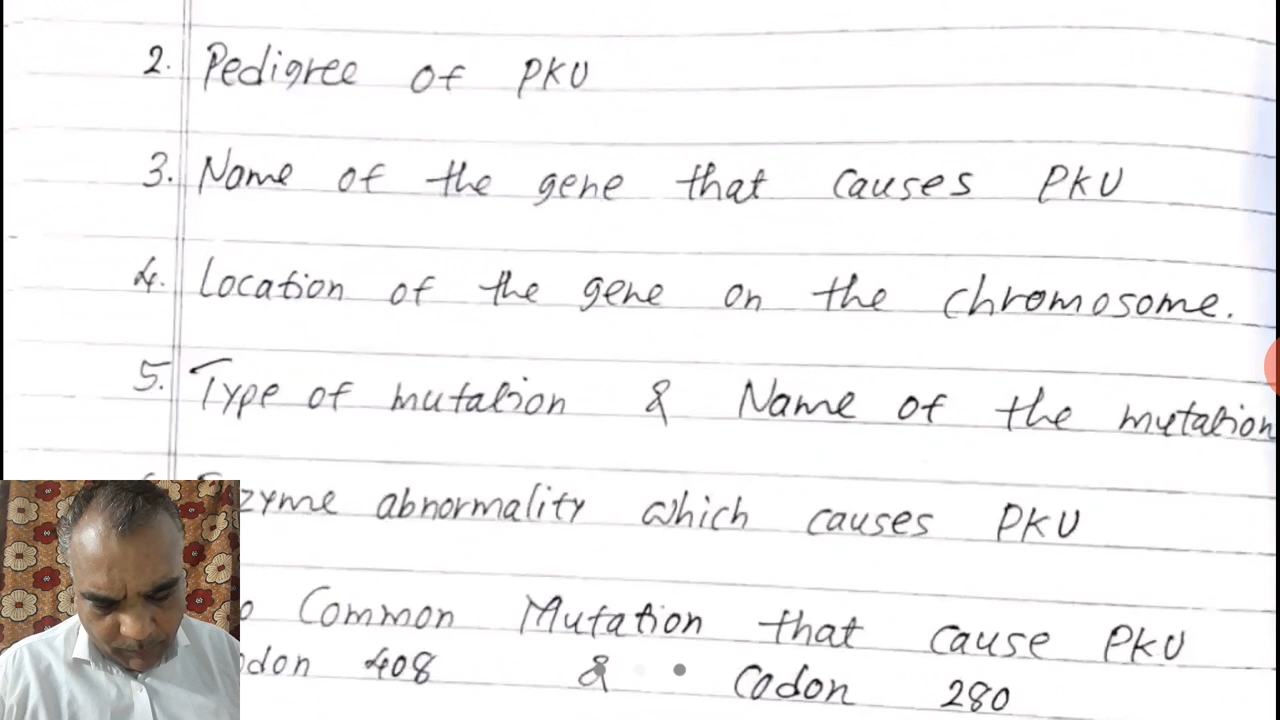 2. Pedigree of PKU
3. Name of the gene that causes PKU
4. Location of the gene on the chromosome.
5. Type of mutation & Name of the mutation
zyme abnormality which causes PKU
o Common Mutation that cause PKU
odon 408 & Codon 280